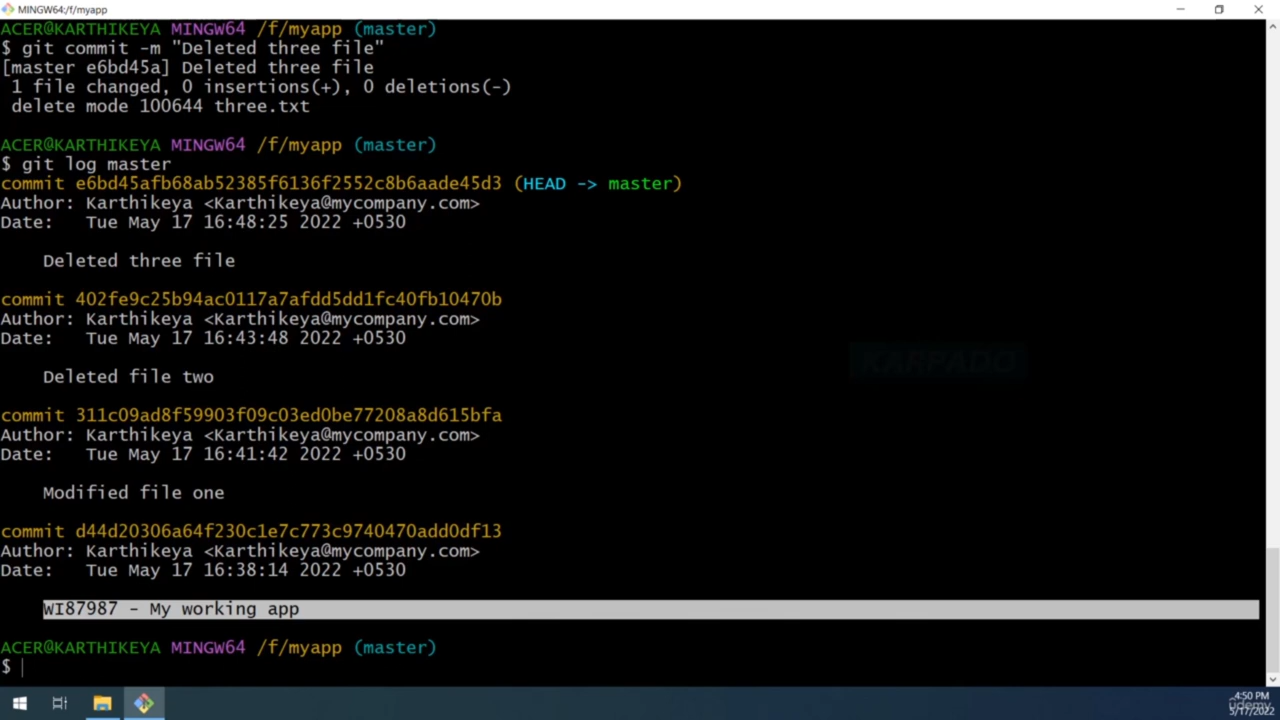 MINGW64:/f/myapp
ACER@KARTHIKEYA MINGW64 /f/myapp (master)
$ git commit -m "Deleted three file"
[master e6bd45a] Deleted three file
 1 file changed, 0 insertions(+), 0 deletions(-)
 delete mode 100644 three.txt
ACER@KARTHIKEYA MINGW64 /f/myapp (master)
$ git log master
commit e6bd45afb68ab52385f6136f2552c8b6aade45d3 (HEAD -> master)
Author: Karthikeya <Karthikeya@mycompany.com>
Date:   Tue May 17 16:48:25 2022 +0530
    Deleted three file
commit 402fe9c25b94ac0117a7afdd5dd1fc40fb10470b
Author: Karthikeya <Karthikeya@mycompany.com>
Date:   Tue May 17 16:43:48 2022 +0530
KARPADO
    Deleted file two
commit 311c09ad8f59903f09c03ed0be77208a8d615bfa
Author: Karthikeya <Karthikeya@mycompany.com>
Date:   Tue May 17 16:41:42 2022 +0530
    Modified file one
commit d44d20306a64f230c1e7c773c9740470add0df13
Author: Karthikeya <Karthikeya@mycompany.com>
Date:   Tue May 17 16:38:14 2022 +0530
    WI87987 - My working app
ACER@KARTHIKEYA MINGW64 /f/myapp (master)
$
4:50 PM
5/17/2022
udemy